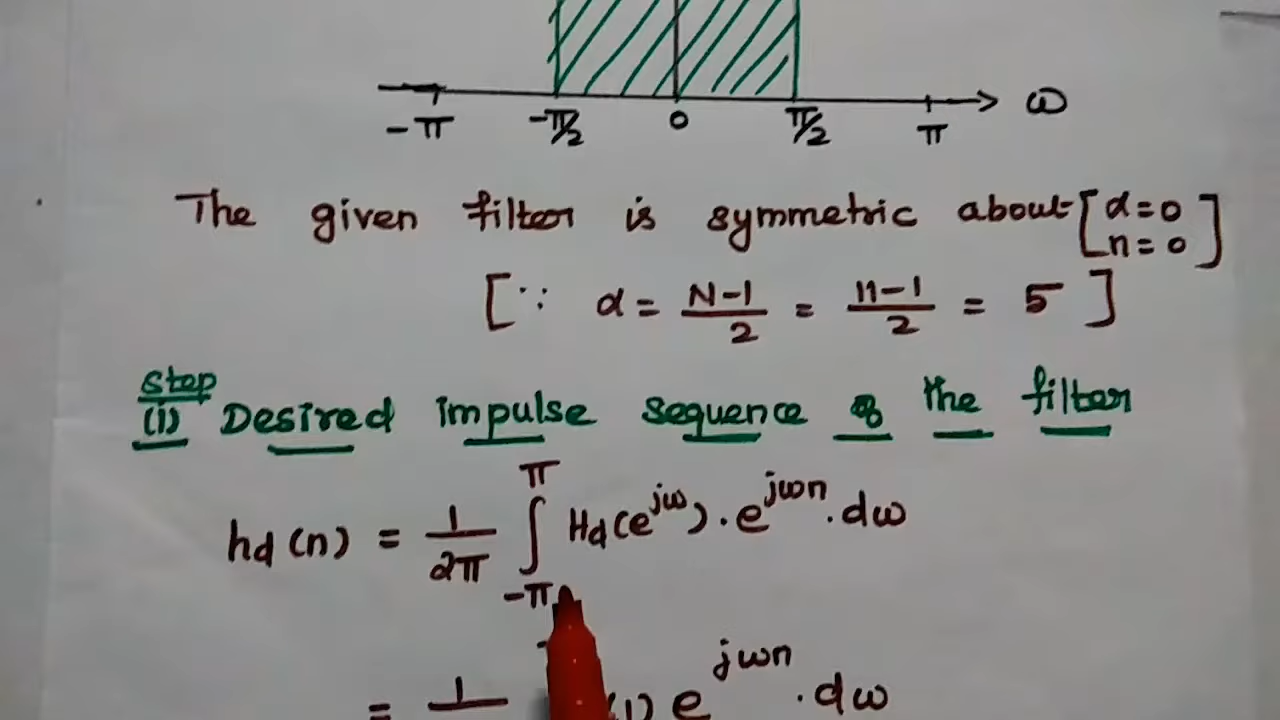 -π -π/2 0 π/2 π ω
The given filter is symmetric about [α=0
n=0]
[∵ α = N-1/2 = 11-1/2 = 5]
Step
(i) Desired impulse sequence of the filter
hd(n) = 1/2π ∫_{-π}^{π} Hd(e^{jω}). e^{jωn}. dω
= 1 (1) e^{jωn} .dω